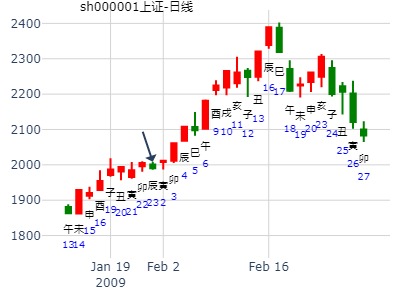 sh000001上证-日线
2400
2300
2200
2100
2000
1900
1800
午 13
未 14
申 15
酉 16
子 19
丑 20
寅 21
卯 22
辰 23
寅 2
卯 3
辰 4
巳 5
午 6
酉 9
戌 10
亥 11
子 12
丑 13
辰 16
巳 17
午 18
未 19
申 20
亥 23
子 24
丑 25
寅 26
卯 27
Jan 19 Feb 2 Feb 16
2009